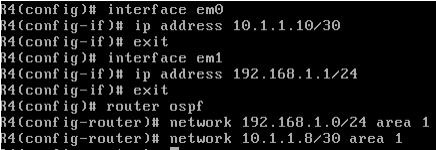 R4(config)# interface em0
R4(config-if)# ip address 10.1.1.10/30
R4(config-if)# exit
R4(config)# interface em1
R4(config-if)# ip address 192.168.1.1/24
R4(config-if)# exit
R4(config)# router ospf
R4(config-router)# network 192.168.1.0/24 area 1
R4(config-router)# network 10.1.1.8/30 area 1